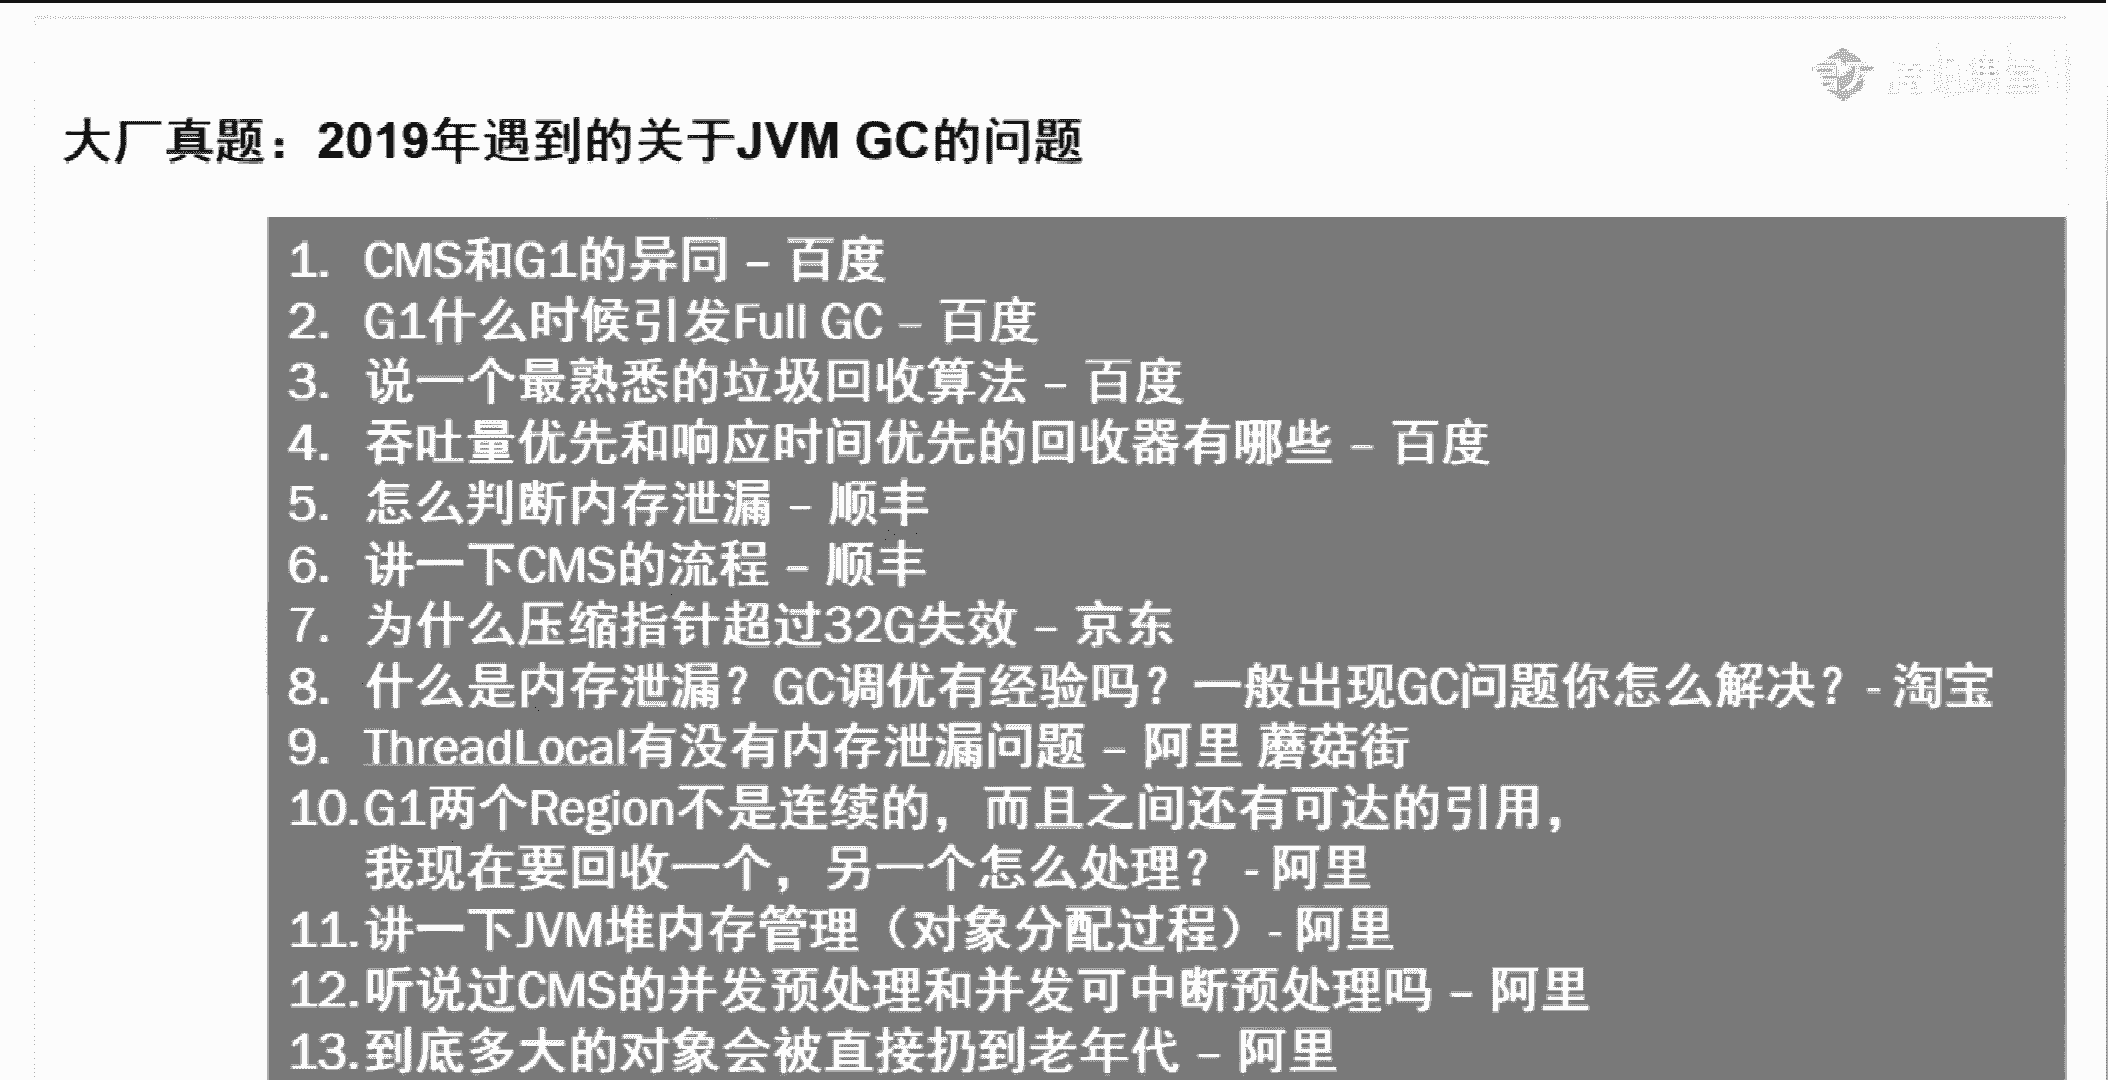 大厂真题：2019年遇到的关于JVM GC的问题
1. CMS和G1的异同 – 百度
2. G1什么时候引发Full GC – 百度
3. 说一个最熟悉的垃圾回收算法 – 百度
4. 吞吐量优先和响应时间优先的回收器有哪些 – 百度
5. 怎么判断内存泄漏 – 顺丰
6. 讲一下CMS的流程 – 顺丰
7. 为什么压缩指针超过32G失效 – 京东
8. 什么是内存泄漏？GC调优有经验吗？一般出现GC问题你怎么解决？- 淘宝
9. ThreadLocal有没有内存泄漏问题 – 阿里 蘑菇街
10.G1两个Region不是连续的，而且之间还有可达的引用，
我现在要回收一个，另一个怎么处理？ - 阿里
11.讲一下JVM堆内存管理（对象分配过程）- 阿里
12.听说过CMS的并发预处理和并发可中断预处理吗 – 阿里
13.到底多大的对象会被直接扔到老年代 – 阿里